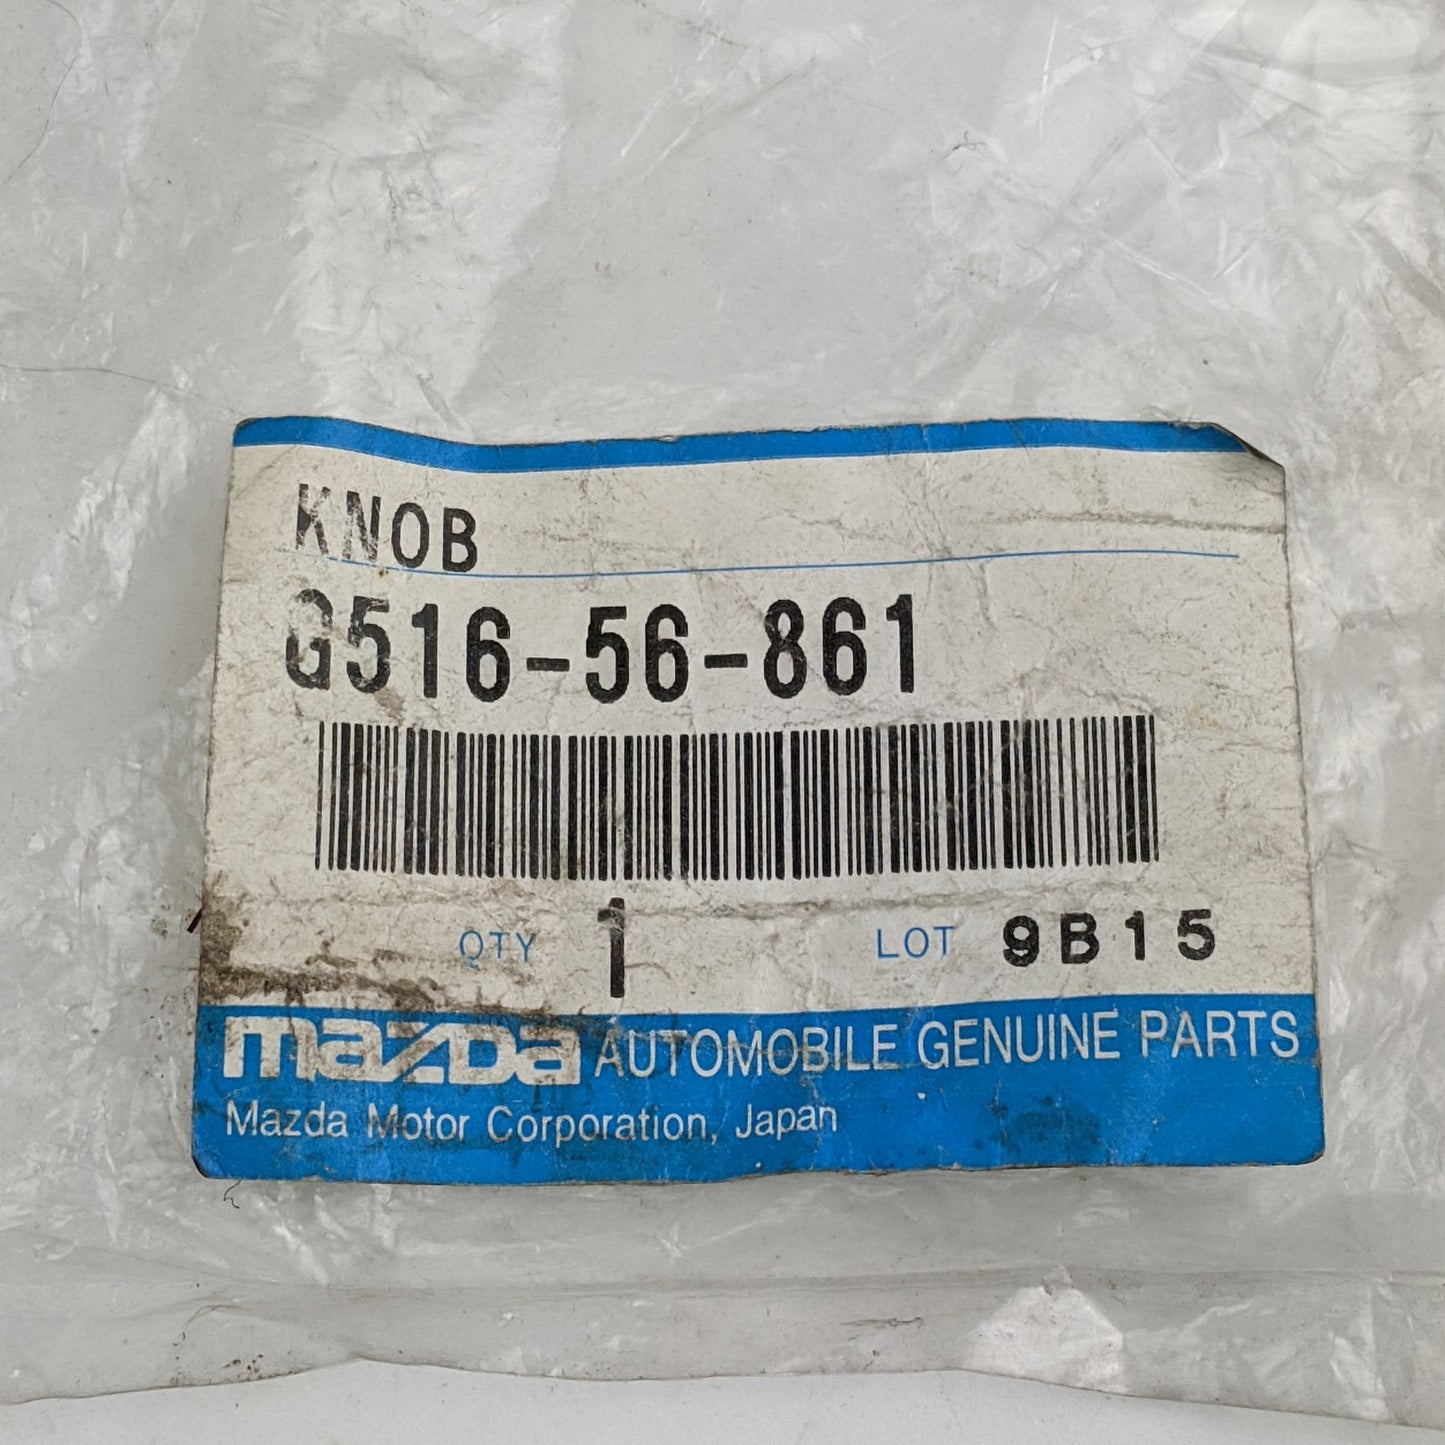 KNOB
G516-56-861
QTY 1 LOT 9B15
mazda AUTOMOBILE GENUINE PARTS
Mazda Motor Corporation, Japan